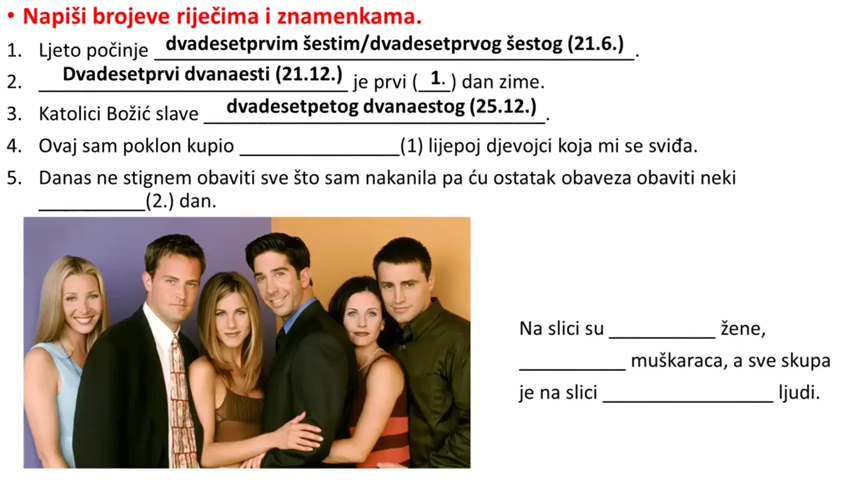 • Napiši brojeve riječima i znamenkama.
1. Ljeto počinje dvadesetprvim šestim/dvadesetprvog šestog (21.6.).
2. Dvadesetprvi dvanaesti (21.12.) je prvi (1.) dan zime.
3. Katolici Božić slave dvadesetpetog dvanaestog (25.12.).
4. Ovaj sam poklon kupio _______________(1) lijepoj djevojci koja mi se sviđa.
5. Danas ne stignem obaviti sve što sam nakanila pa ću ostatak obaveza obaviti neki
__________(2.) dan.
Na slici su __________ žene,
__________ muškaraca, a sve skupa
je na slici ________________ ljudi.